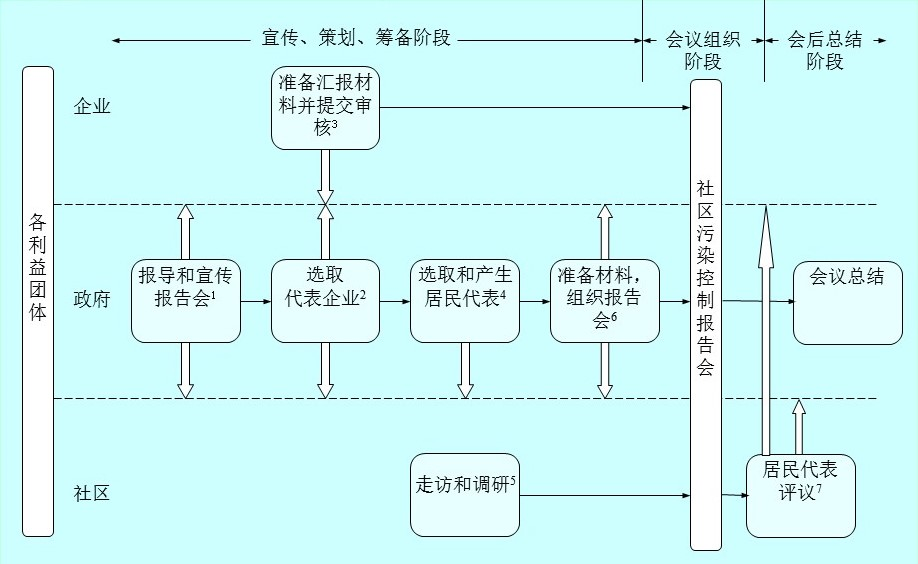 宣传、策划、筹备阶段
会议组织
阶段
会后总结
阶段
各利益团体
企业
准备汇报材
料并提交审
核3
政府
报导和宣传
报告会1
选取
代表企业2
选取和产生
居民代表4
准备材料，
组织报告
会6
社区污染控制报告会
会议总结
社区
走访和调研5
居民代表
评议7